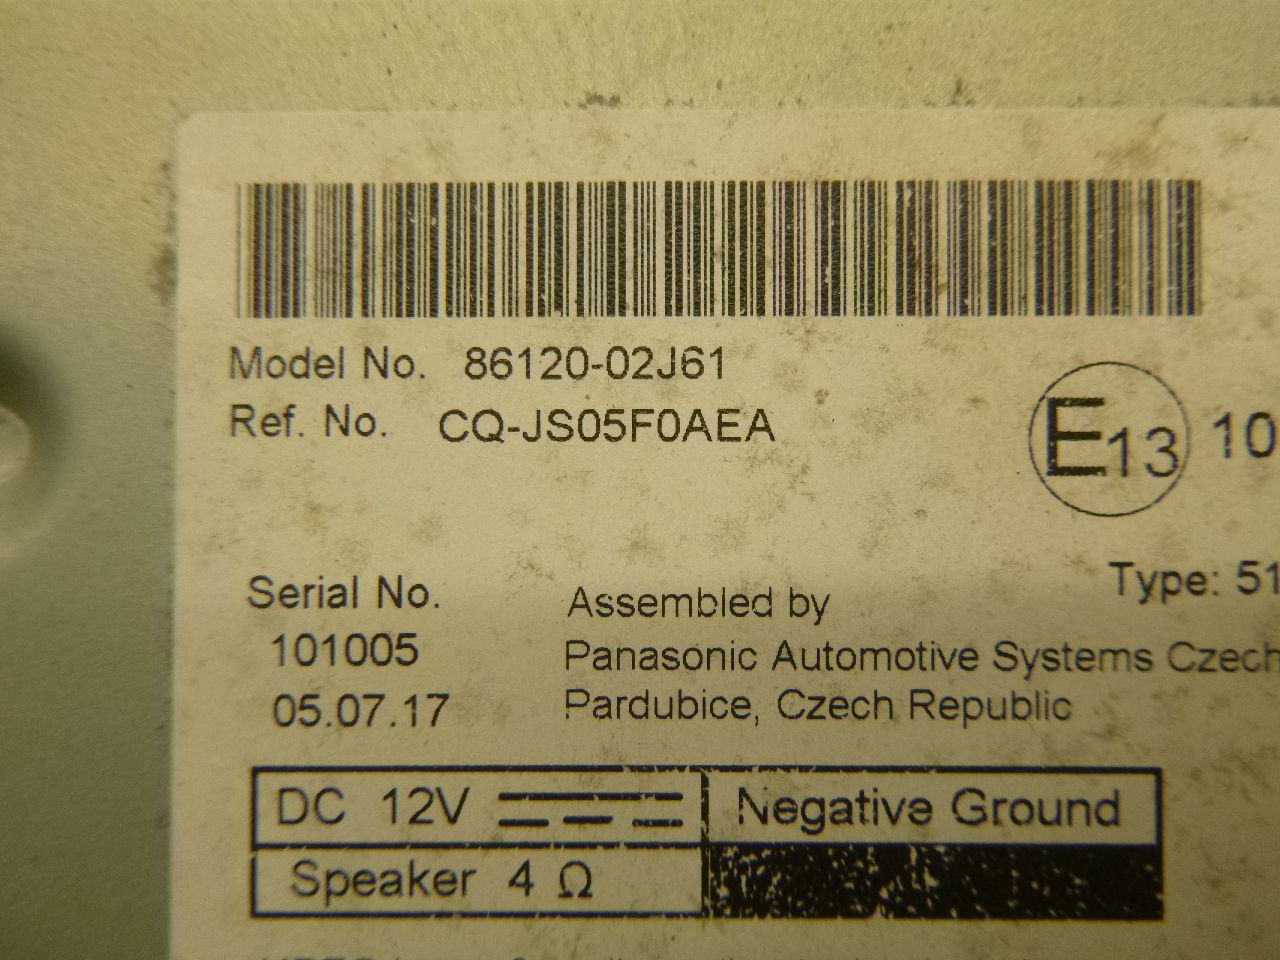 Model No. 86120-02J61
Ref. No. CQ-JS05F0AEA
E13 10
Serial No.
101005
05.07.17
Assembled by
Panasonic Automotive Systems Czech
Pardubice, Czech Republic
Type: 51
DC 12V
Negative Ground
Speaker 4 Ω